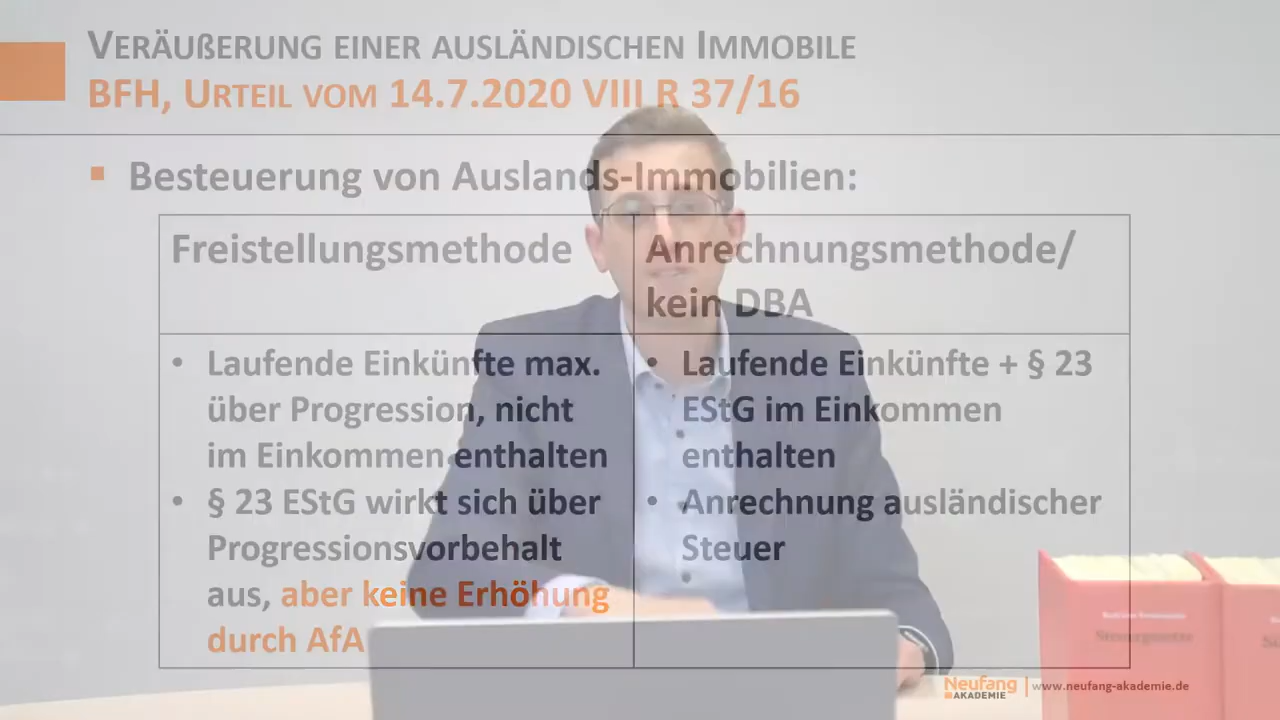 VERÄUßERUNG EINER AUSLÄNDISCHEN IMMOBILE
BFH, URTEIL VOM 14.7.2020 VIII R 37/16
Besteuerung von Auslands-Immobilien:
Freistellungsmethode
Anrechnungsmethode/
kein DBA
• Laufende Einkünfte max.
über Progression, nicht
im Einkommen enthalten
• § 23 EStG wirkt sich über
Progressionsvorbehalt
aus, aber keine Erhöhung
durch AfA
• Laufende Einkünfte + § 23
EStG im Einkommen
enthalten
• Anrechnung ausländischer
Steuer
Steuergesetze
Neufang
AKADEMIE
www.neufang-akademie.de